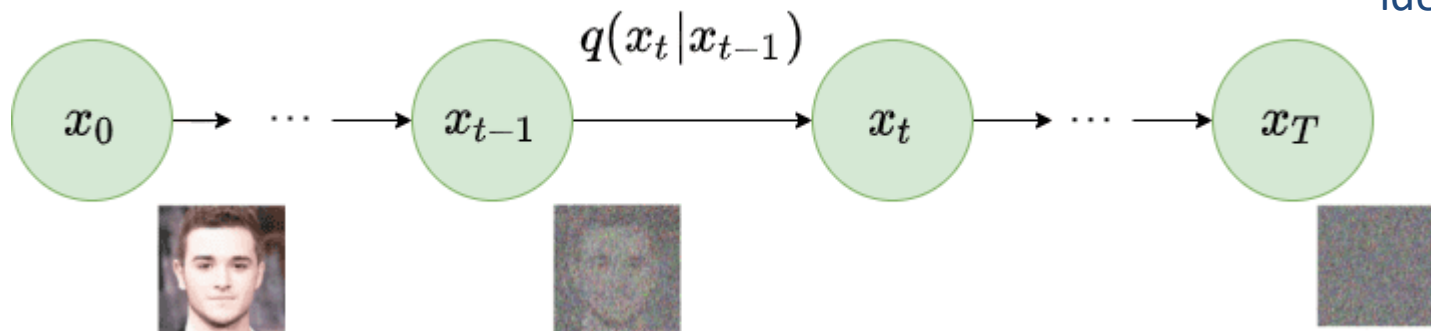 q(x_t|x_{t-1})
x_0 ··· x_{t-1} x_t ··· x_T